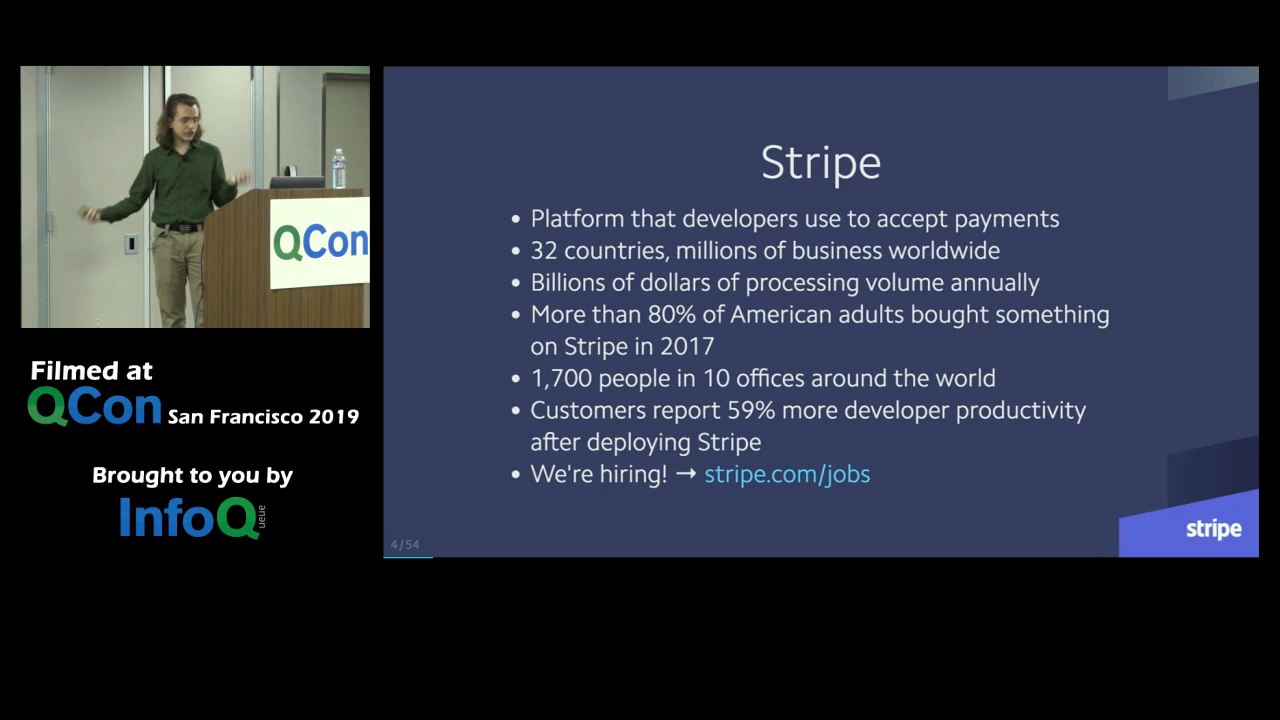 QCon
Filmed at
QCon San Francisco 2019
Brought to you by
InfoQ
ueue
Stripe
• Platform that developers use to accept payments
• 32 countries, millions of business worldwide
• Billions of dollars of processing volume annually
• More than 80% of American adults bought something
on Stripe in 2017
• 1,700 people in 10 offices around the world
• Customers report 59% more developer productivity
after deploying Stripe
• We're hiring! → stripe.com/jobs
4/54
stripe